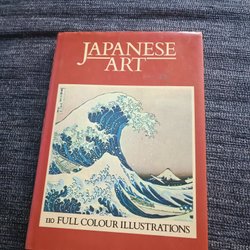 JAPANESE
ART
110 FULL COLOUR ILLUSTRATIONS